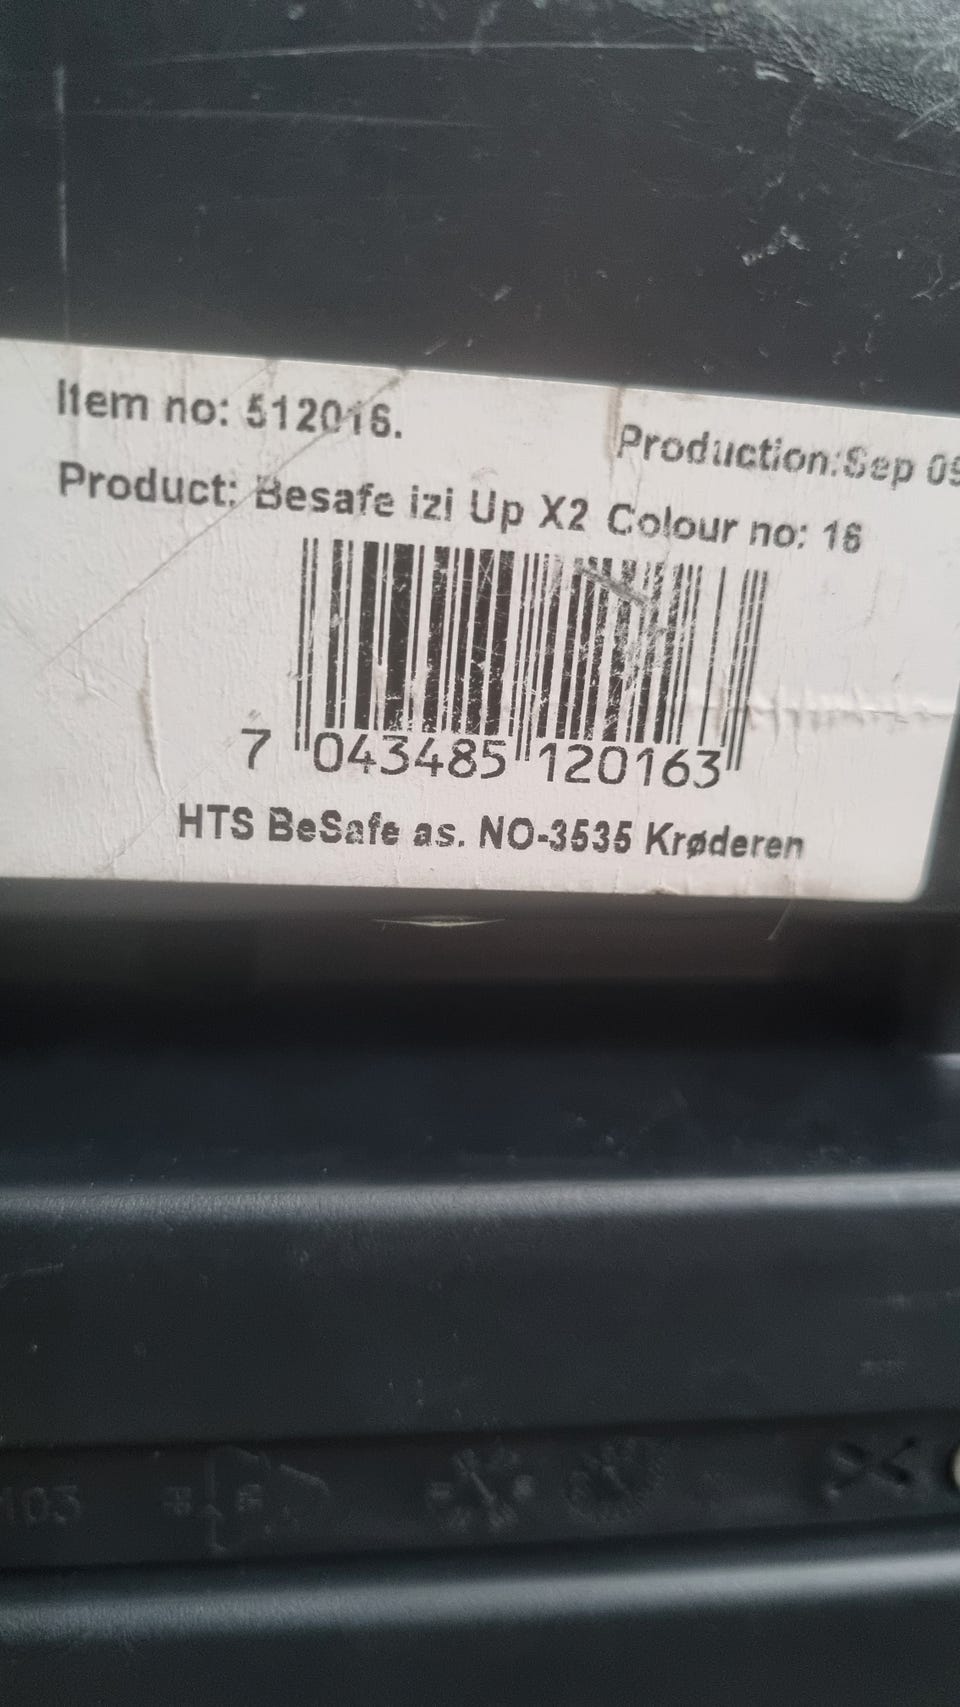 Item no: 512016.
Production:Sep 09
Product: Besafe izi Up X2 Colour no: 16
7 043485 120163
HTS BeSafe as. NO-3535 Krøderen